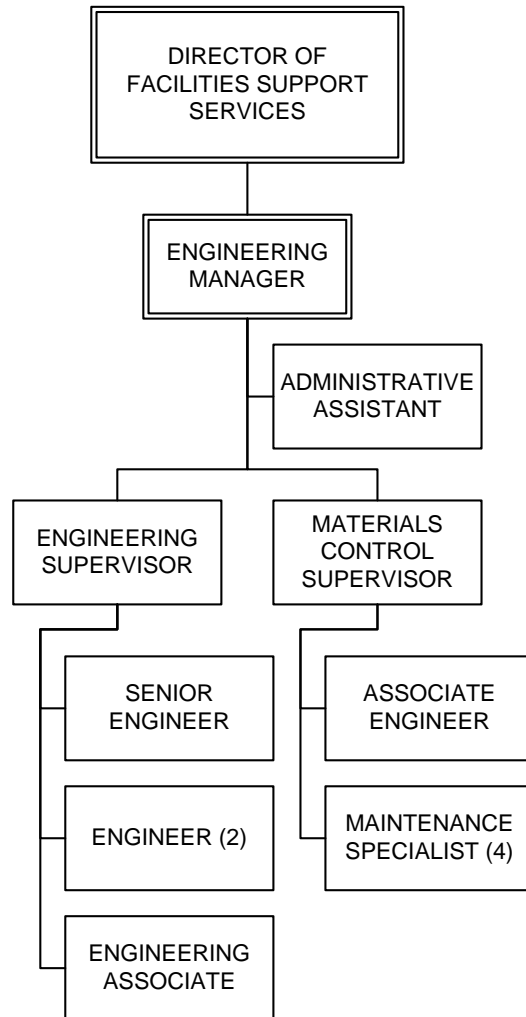 DIRECTOR OF
FACILITIES SUPPORT
SERVICES
ENGINEERING
MANAGER
ADMINISTRATIVE
ASSISTANT
ENGINEERING
SUPERVISOR
MATERIALS
CONTROL
SUPERVISOR
SENIOR
ENGINEER
ENGINEER (2)
ENGINEERING
ASSOCIATE
ASSOCIATE
ENGINEER
MAINTENANCE
SPECIALIST (4)